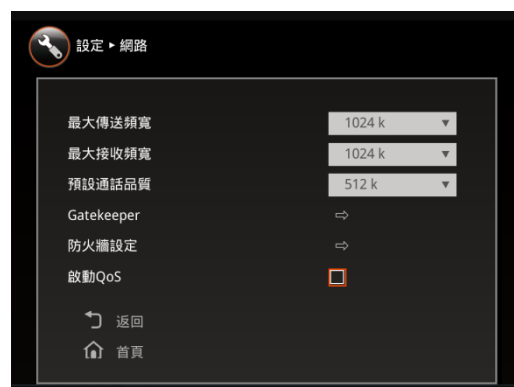 設定 ▸ 網路
最大傳送頻寬 1024 k
最大接收頻寬 1024 k
預設通話品質 512 k
Gatekeeper
防火牆設定
啟動QoS
返回
首頁